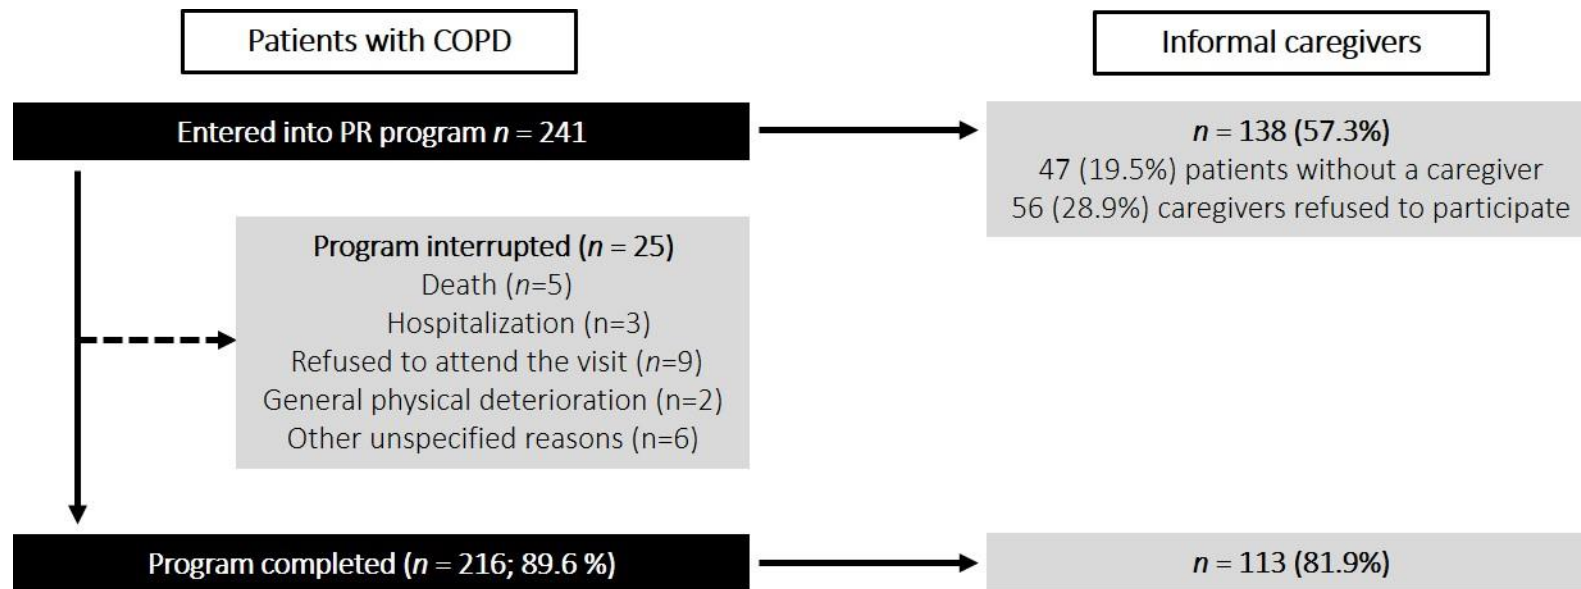 Patients with COPD
Informal caregivers
Entered into PR program n = 241
n = 138 (57.3%)
47 (19.5%) patients without a caregiver
56 (28.9%) caregivers refused to participate
Program interrupted (n = 25)
Death (n=5)
Hospitalization (n=3)
Refused to attend the visit (n=9)
General physical deterioration (n=2)
Other unspecified reasons (n=6)
Program completed (n = 216; 89.6 %)
n = 113 (81.9%)